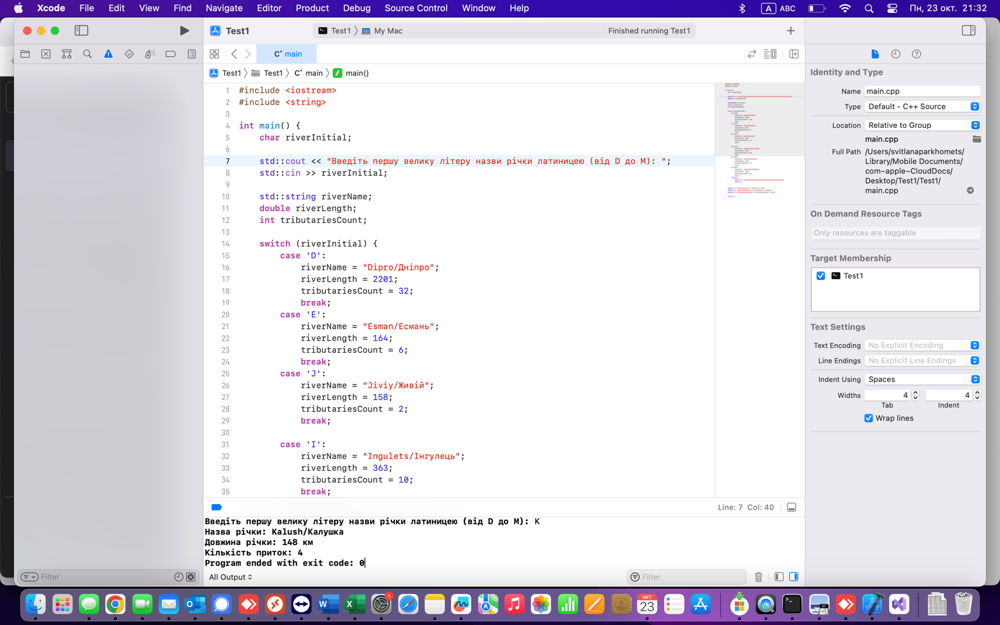 Xcode File Edit View Find Navigate Editor Product Debug Source Control Window Help A ABC Пн, 23 окт. 21:32
Test1 Test1 My Mac Finished running Test1
C+ main
Test1 Test1 C+ main main()
1 #include <iostream>
2 #include <string>
3
4 int main() {
5 char riverInitial;
6
7 std::cout << "Введіть першу велику літеру назви річки латиницею (від D до M): ";
8 std::cin >> riverInitial;
9
10 std::string riverName;
11 double riverLength;
12 int tributariesCount;
13
14 switch (riverInitial) {
15 case 'D':
16 riverName = "Dipro/Дніпро";
17 riverLength = 2201;
18 tributariesCount = 32;
19 break;
20 case 'E':
21 riverName = "Esman/Есмань";
22 riverLength = 164;
23 tributariesCount = 6;
24 break;
25 case 'J':
26 riverName = "Jiviy/Живій";
27 riverLength = 158;
28 tributariesCount = 2;
29 break;
30
31 case 'I':
32 riverName = "Ingulets/Інгулець";
33 riverLength = 363;
34 tributariesCount = 10;
35 break;
Line: 7 Col: 40
Введіть першу велику літеру назви річки латиницею (від D до M): K
Назва річки: Kalush/Калушка
Довжина річки: 148 км
Кількість приток: 4
Program ended with exit code: 0
Filter
All Output
Filter
Identity and Type
Name main.cpp
Type Default - C++ Source
Location Relative to Group
main.cpp
Full Path /Users/svitlanaparkhomets/
Library/Mobile Documents/
com~apple~CloudDocs/
Desktop/Test1/Test1/
main.cpp
On Demand Resource Tags
Only resources are taggable
Target Membership
Test1
Text Settings
Text Encoding No Explicit Encoding
Line Endings No Explicit Line Endings
Indent Using Spaces
Widths 4 4
Tab Indent
Wrap lines
1
ОКТ.
23